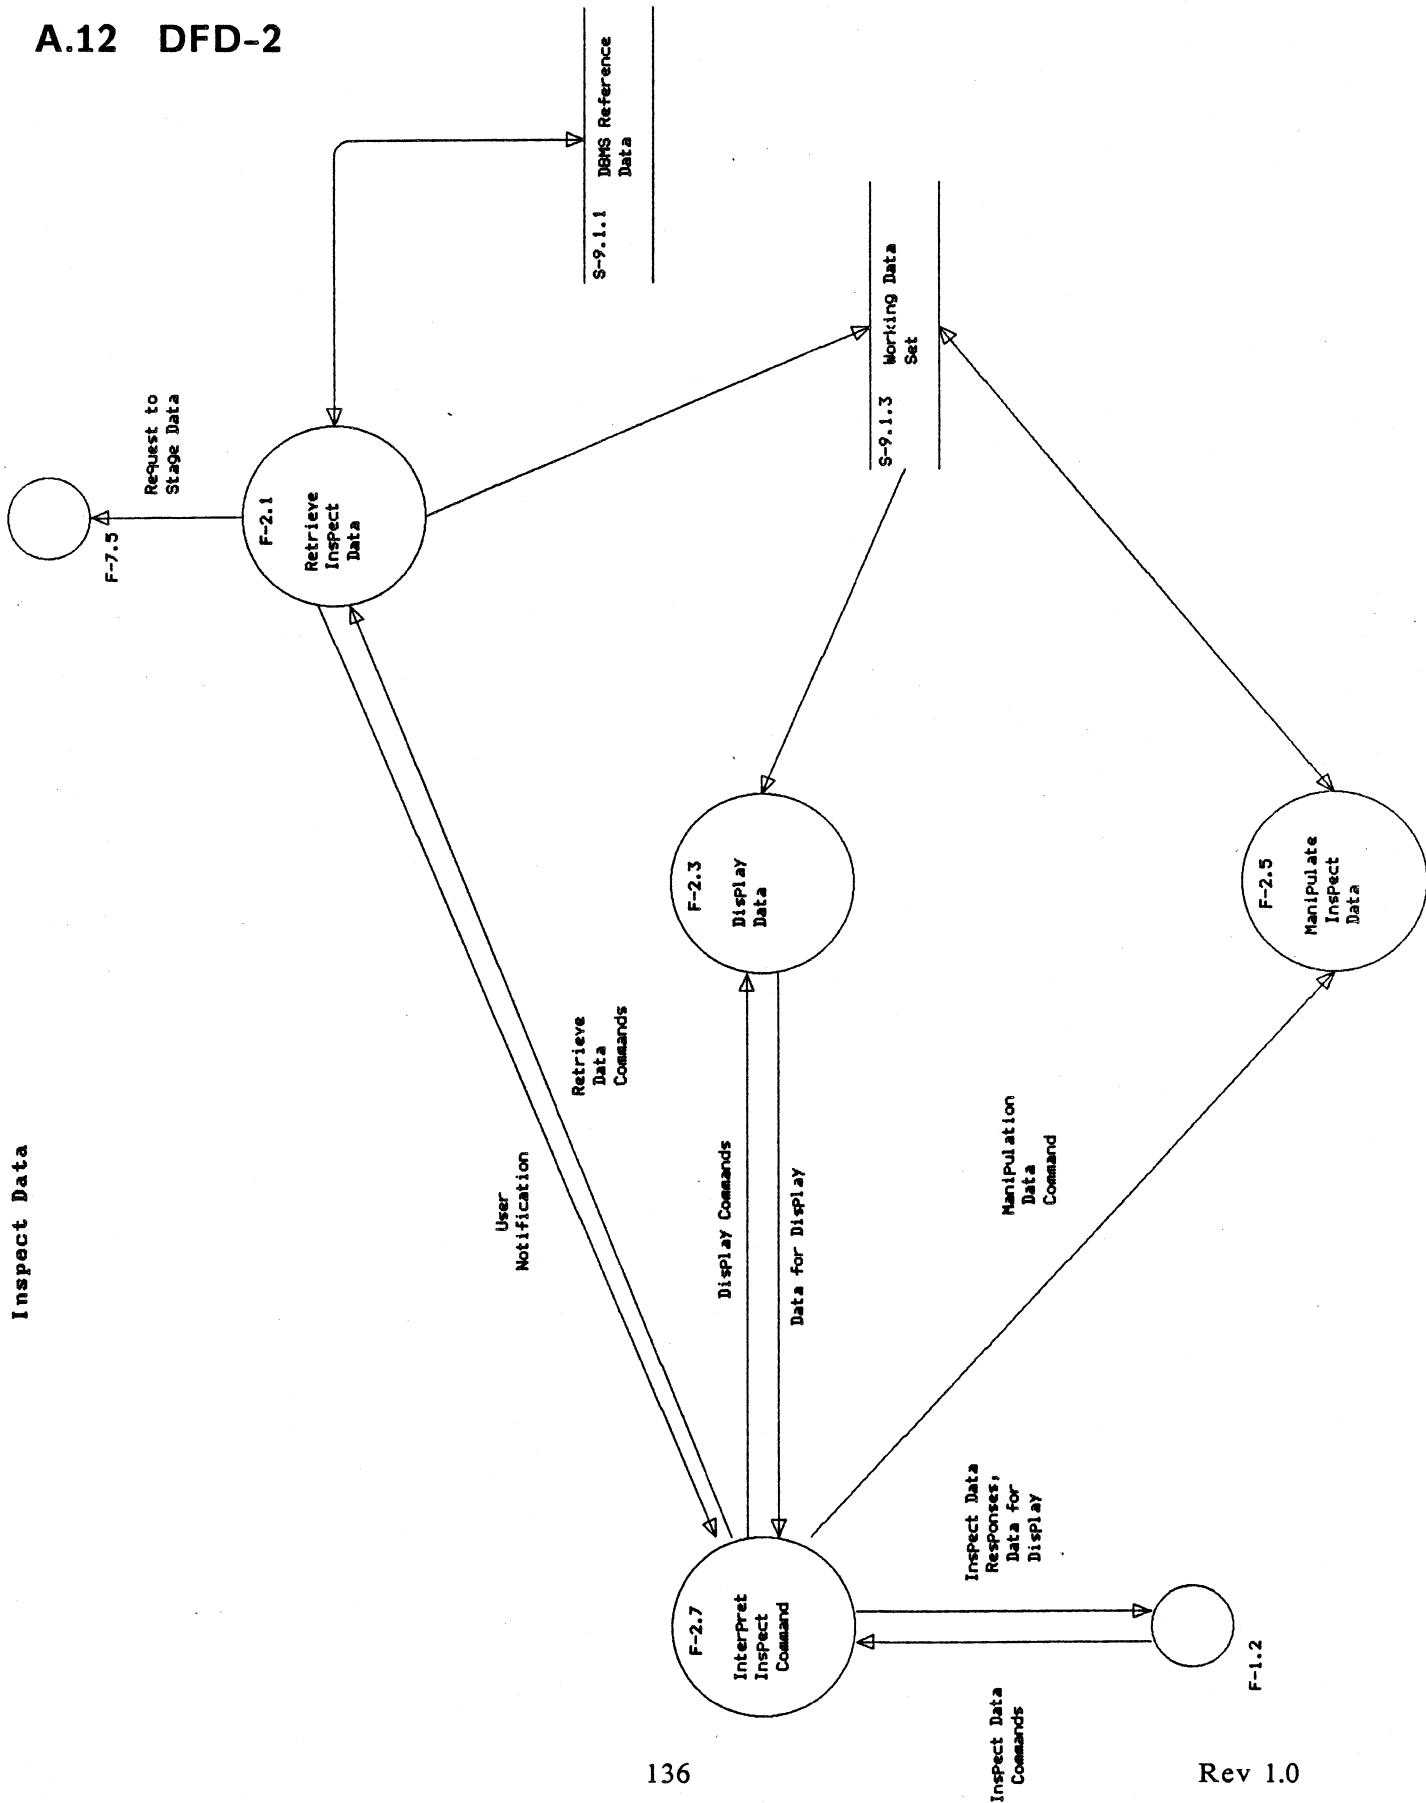 A.12 DFD-2
Inspect Data
F-7.5
Request to
Stage Data
F-2.1
Retrieve
Inspect
Data
S-9.1.1 DBMS Reference
Data
S-9.1.3 Working Data
Set
User
Notification
Retrieve
Data
Commands
F-2.3
Display
Data
Display Commands
Data for Display
F-2.5
Manipulate
Inspect
Data
Manipulation
Data
Command
F-2.7
Interpret
Inspect
Command
Inspect Data
Responses,
Data for
Display
Inspect Data
Commands
F-1.2
136
Rev 1.0